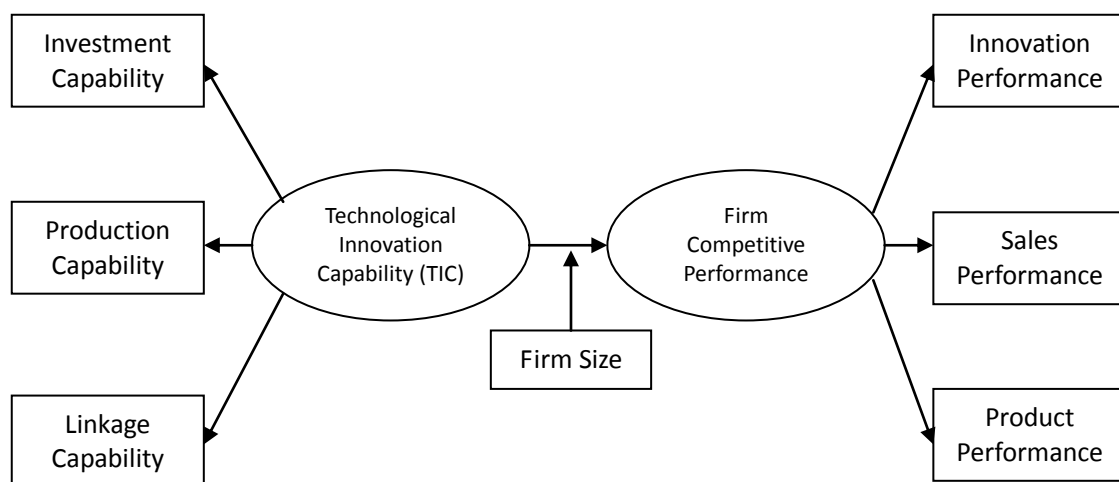 Investment
Capability
Innovation
Performance
Production
Capability
Technological
Innovation
Capability (TIC)
Firm
Competitive
Performance
Sales
Performance
Firm Size
Linkage
Capability
Product
Performance